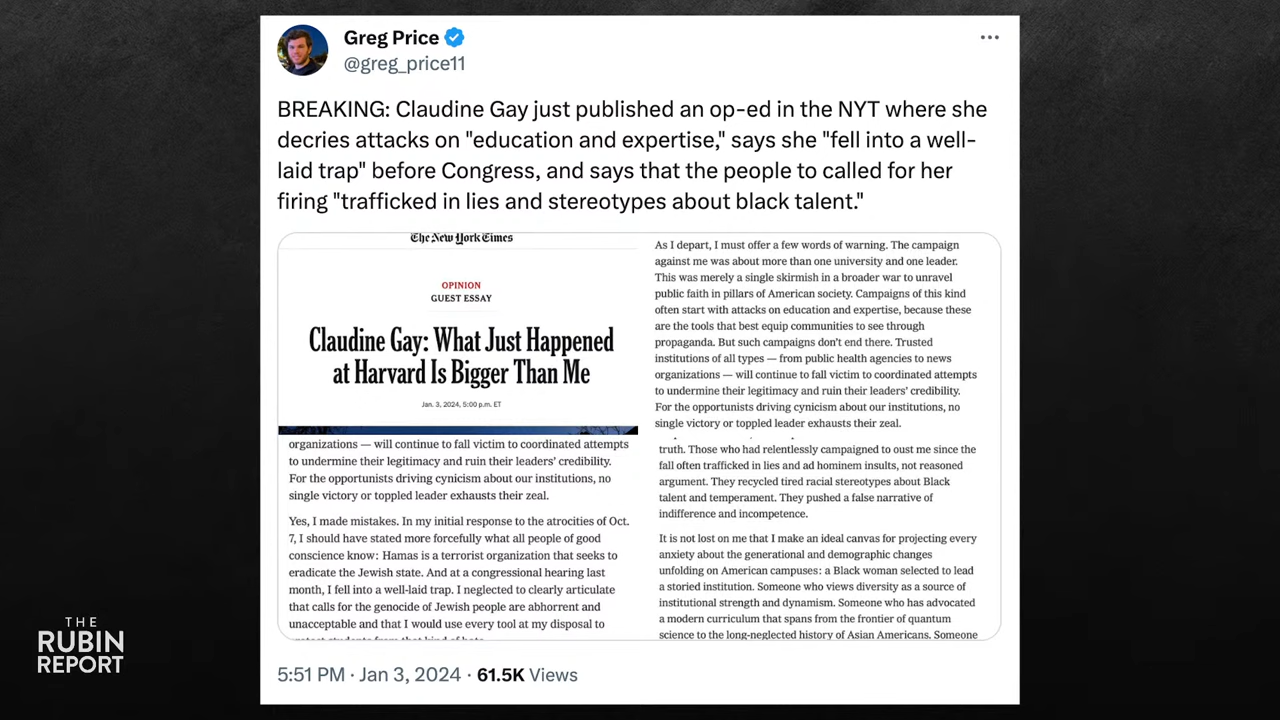 Greg Price
@greg_price11
BREAKING: Claudine Gay just published an op-ed in the NYT where she
decries attacks on "education and expertise," says she "fell into a well-
laid trap" before Congress, and says that the people to called for her
firing "trafficked in lies and stereotypes about black talent."
The New York Times
OPINION
GUEST ESSAY
Claudine Gay: What Just Happened
at Harvard Is Bigger Than Me
Jan. 3, 2024, 5:00 p.m. ET
organizations — will continue to fall victim to coordinated attempts
to undermine their legitimacy and ruin their leaders' credibility.
For the opportunists driving cynicism about our institutions, no
single victory or toppled leader exhausts their zeal.
Yes, I made mistakes. In my initial response to the atrocities of Oct.
7, I should have stated more forcefully what all people of good
conscience know: Hamas is a terrorist organization that seeks to
eradicate the Jewish state. And at a congressional hearing last
month, I fell into a well-laid trap. I neglected to clearly articulate
that calls for the genocide of Jewish people are abhorrent and
unacceptable and that I would use every tool at my disposal to
As I depart, I must offer a few words of warning. The campaign
against me was about more than one university and one leader.
This was merely a single skirmish in a broader war to unravel
public faith in pillars of American society. Campaigns of this kind
often start with attacks on education and expertise, because these
are the tools that best equip communities to see through
propaganda. But such campaigns don't end there. Trusted
institutions of all types — from public health agencies to news
organizations — will continue to fall victim to coordinated attempts
to undermine their legitimacy and ruin their leaders' credibility.
For the opportunists driving cynicism about our institutions, no
single victory or toppled leader exhausts their zeal.
truth. Those who had relentlessly campaigned to oust me since the
fall often trafficked in lies and ad hominem insults, not reasoned
argument. They recycled tired racial stereotypes about Black
talent and temperament. They pushed a false narrative of
indifference and incompetence.
It is not lost on me that I make an ideal canvas for projecting every
anxiety about the generational and demographic changes
unfolding on American campuses: a Black woman selected to lead
a storied institution. Someone who views diversity as a source of
institutional strength and dynamism. Someone who has advocated
a modern curriculum that spans from the frontier of quantum
science to the long-neglected history of Asian Americans. Someone
5:51 PM · Jan 3, 2024 · 61.5K Views
THE
RUBIN
REPORT